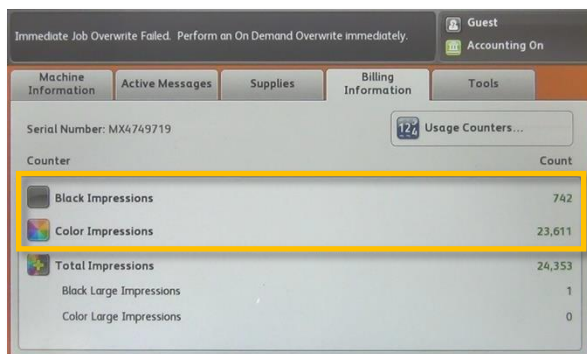 Immediate Job Overwrite Failed. Perform an On Demand Overwrite immediately.
Guest
Accounting On
Machine Information
Active Messages
Supplies
Billing Information
Tools
Serial Number: MX4749719
Usage Counters...
Counter Count
Black Impressions 742
Color Impressions 23,611
Total Impressions 24,353
Black Large Impressions 1
Color Large Impressions 0